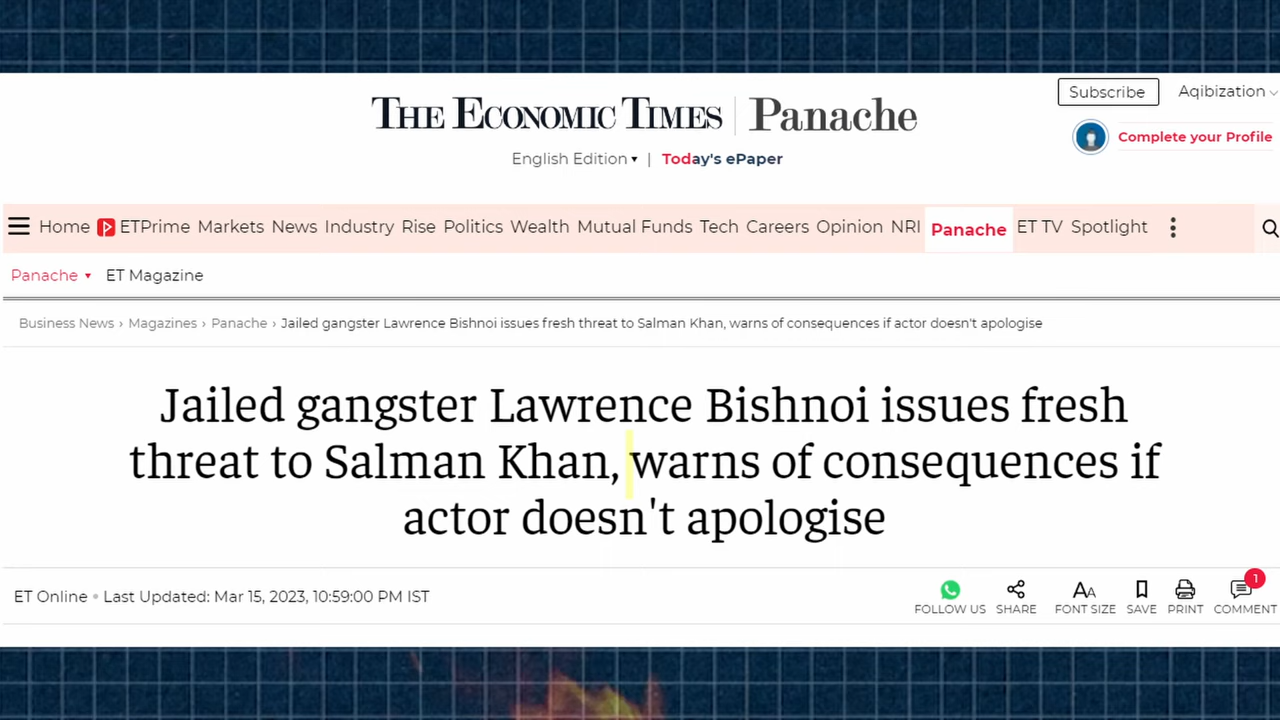 THE ECONOMIC TIMES | Panache
Subscribe
Aqibization
English Edition | Today's ePaper
Complete your Profile
Home ETPrime Markets News Industry Rise Politics Wealth Mutual Funds Tech Careers Opinion NRI Panache ET TV Spotlight
Panache ET Magazine
Business News › Magazines › Panache › Jailed gangster Lawrence Bishnoi issues fresh threat to Salman Khan, warns of consequences if actor doesn't apologise
Jailed gangster Lawrence Bishnoi issues fresh
threat to Salman Khan, warns of consequences if
actor doesn't apologise
ET Online • Last Updated: Mar 15, 2023, 10:59:00 PM IST
1
FOLLOW US SHARE FONT SIZE SAVE PRINT COMMENT